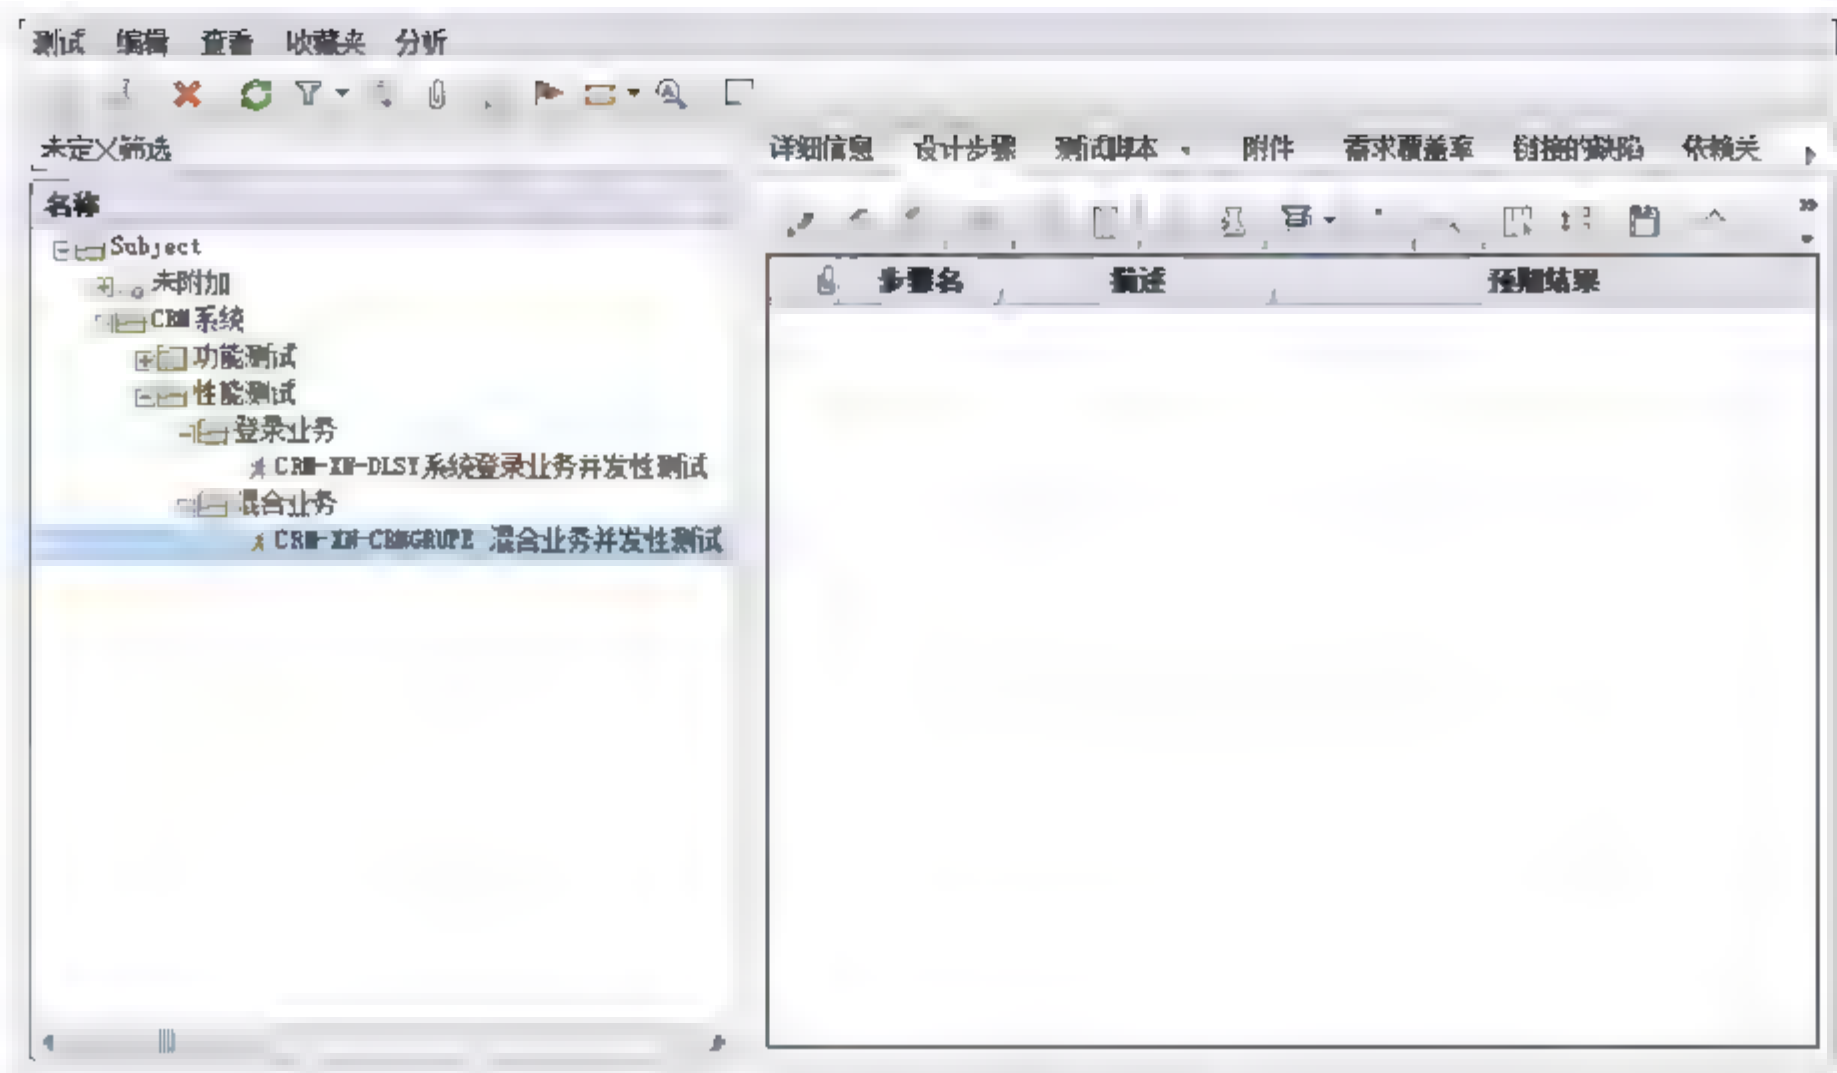 测试 编辑 查看 收藏夹 分析
未定义筛选
详细信息 设计步骤 测试脚本 附件 需求覆盖率 链接的缺陷 依赖关
名称
步骤名 描述 预期结果
Subject
未附加
CRM系统
功能测试
性能测试
登录业务
CRM-XN-DLSY系统登录业务并发性测试
混合业务
CRM-XN-CRMGRUPE 混合业务并发性测试